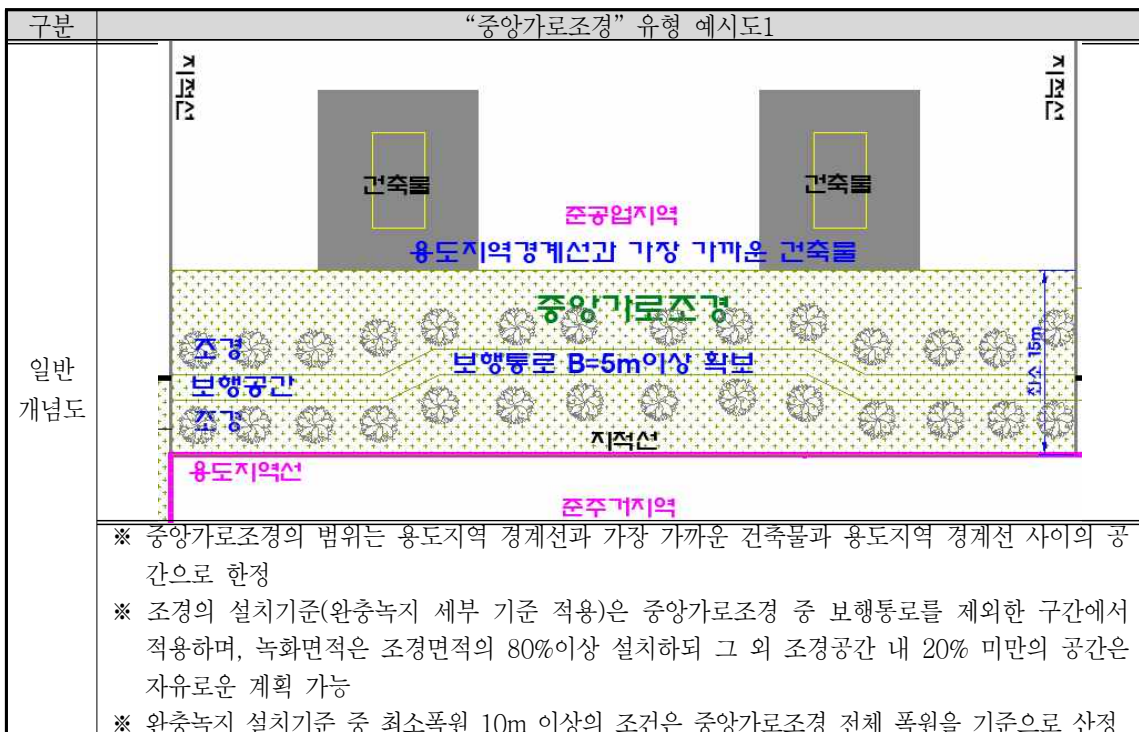 구분
“중앙가로조경” 유형 예시도1
지적선
지적선
건축물
건축물
준공업지역
용도지역경계선과 가장 가까운 건축물
중앙가로조경
조경
보행통로 B=5m이상 확보
보행공간
조경
최소 15m
지적선
용도지역선
준주거지역
일반
개념도
※ 중앙가로조경의 범위는 용도지역 경계선과 가장 가까운 건축물과 용도지역 경계선 사이의 공
간으로 한정
※ 조경의 설치기준(완충녹지 세부 기준 적용)은 중앙가로조경 중 보행통로를 제외한 구간에서
적용하며, 녹화면적은 조경면적의 80%이상 설치하되 그 외 조경공간 내 20% 미만의 공간은
자유로운 계획 가능
※ 완충녹지 설치기준 중 최소폭원 10m 이상의 조건은 중앙가로조경 전체 폭원을 기준으로 산정